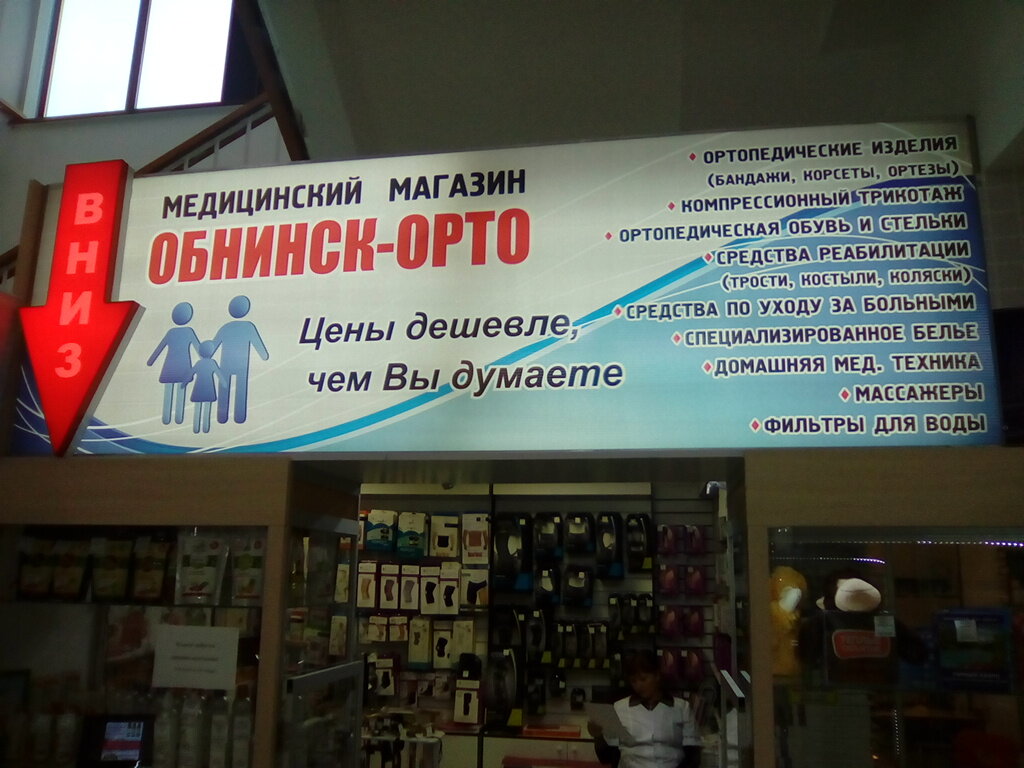 ВНИЗ
МЕДИЦИНСКИЙ МАГАЗИН
ОБНИНСК-ОРТО
Цены дешевле,
чем Вы думаете
ОРТОПЕДИЧЕСКИЕ ИЗДЕЛИЯ
(БАНДАЖИ, КОРСЕТЫ, ОРТЕЗЫ)
КОМПРЕССИОННЫЙ ТРИКОТАЖ
ОРТОПЕДИЧЕСКАЯ ОБУВЬ И СТЕЛЬКИ
СРЕДСТВА РЕАБИЛИТАЦИИ
(ТРОСТИ, КОСТЫЛИ, КОЛЯСКИ)
СРЕДСТВА ПО УХОДУ ЗА БОЛЬНЫМИ
СПЕЦИАЛИЗИРОВАННОЕ БЕЛЬЕ
ДОМАШНЯЯ МЕД. ТЕХНИКА
МАССАЖЕРЫ
ФИЛЬТРЫ ДЛЯ ВОДЫ